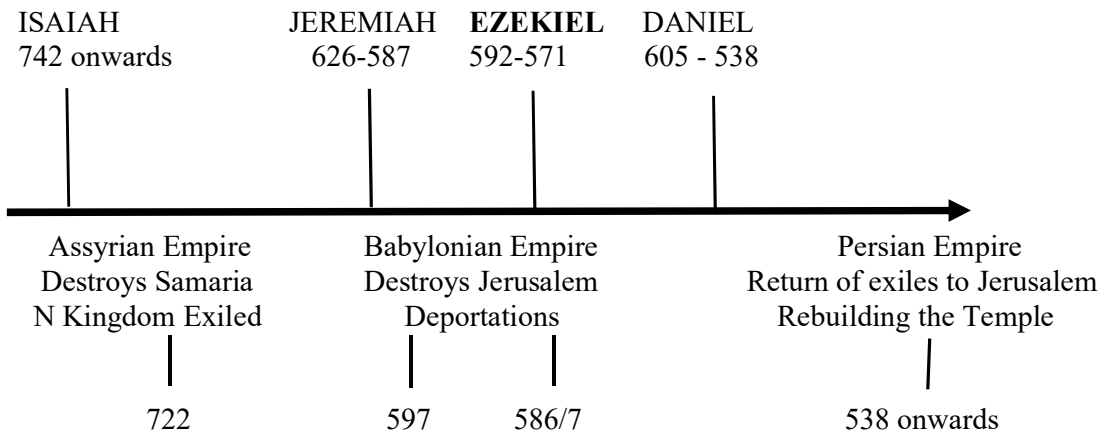 ISAIAH JEREMIAH EZEKIEL DANIEL
742 onwards 626-587 592-571 605 - 538
Assyrian Empire Babylonian Empire Persian Empire
Destroys Samaria Destroys Jerusalem Return of exiles to Jerusalem
N Kingdom Exiled Deportations Rebuilding the Temple
722 597 586/7 538 onwards